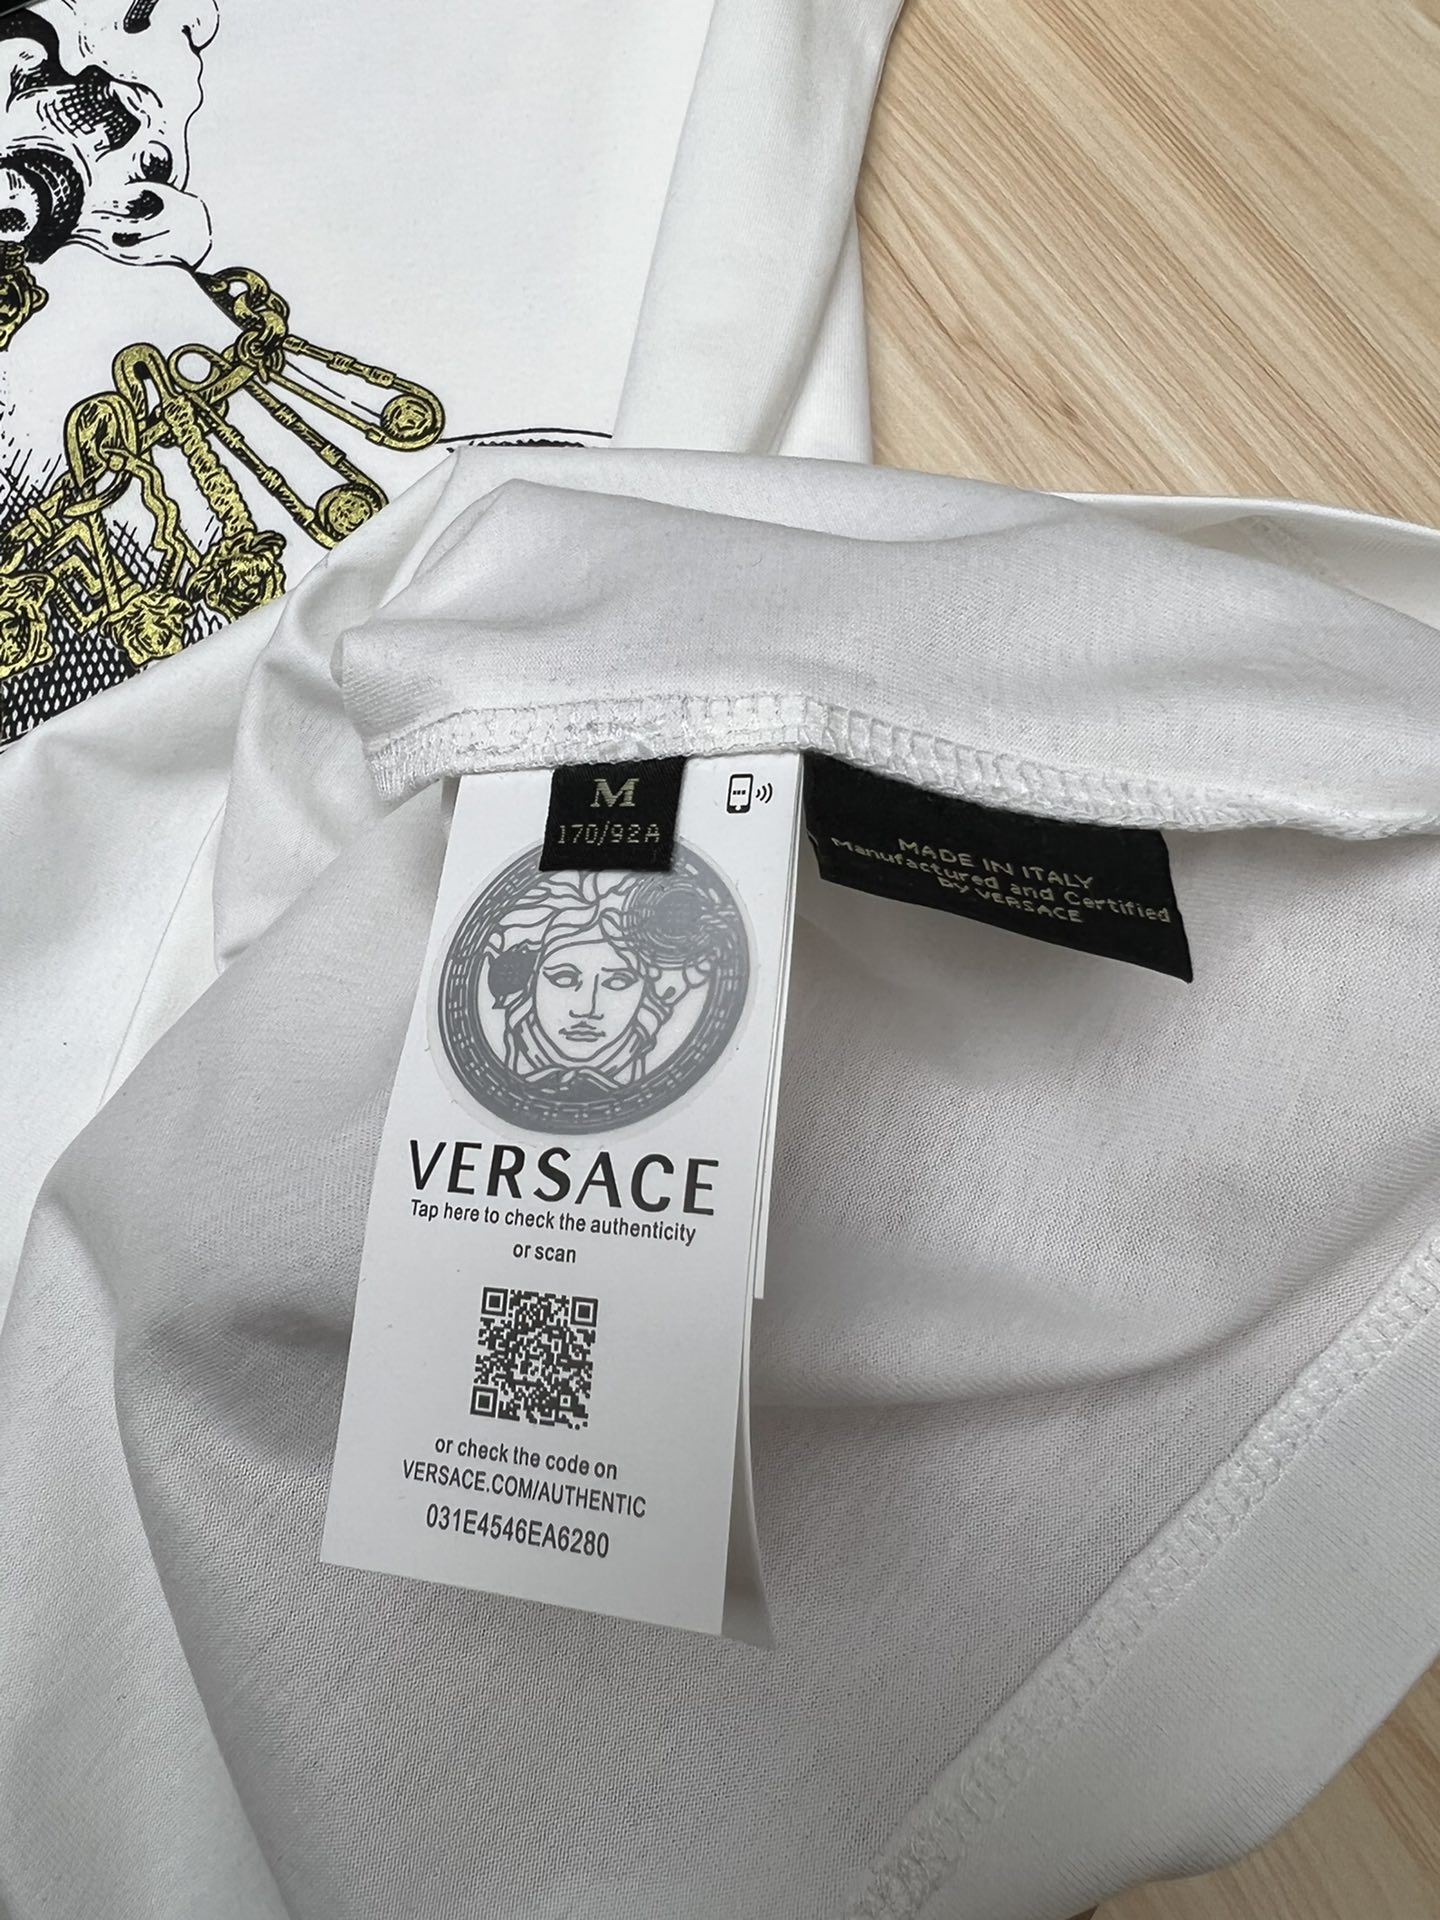 M
170/92A
MADE IN ITALY
Manufactured and Certified
by VERSACE
VERSACE
Tap here to check the authenticity
or scan
or check the code on
VERSACE.COM/AUTHENTIC
031E4546EA6280